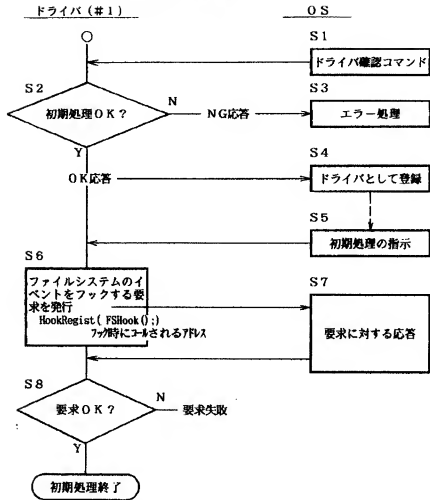 ドライバ(#1)
OS
S1
ドライバ確認コマンド
S2
初期処理OK?
N
NG応答
S3
エラー処理
Y
OK応答
S4
ドライバとして登録
S5
初期処理の指示
S6
ファイルシステムのイ
ベントをフックする要
求を発行
HookRegist( FSHook();)
フック時にコールされるアドレス
S7
要求に対する応答
S8
要求OK?
N
要求失敗
Y
初期処理終了